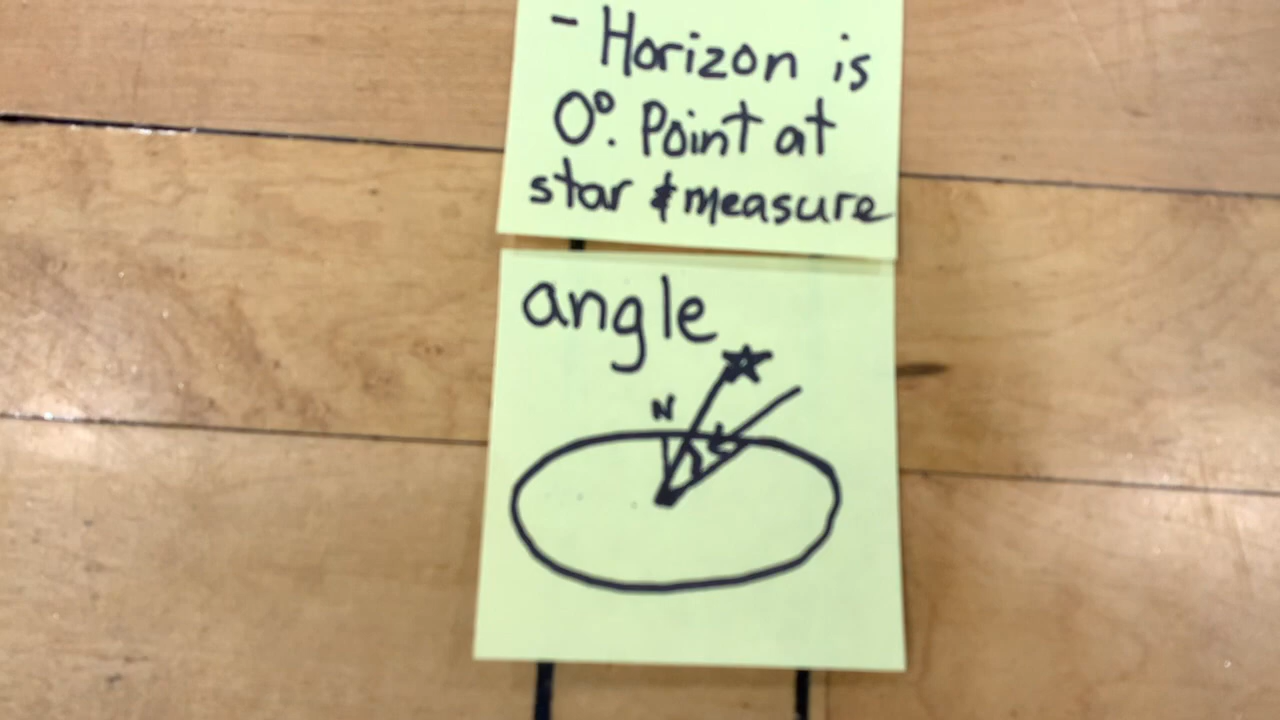 - Horizon is
0°. Point at
star & measure
angle
N